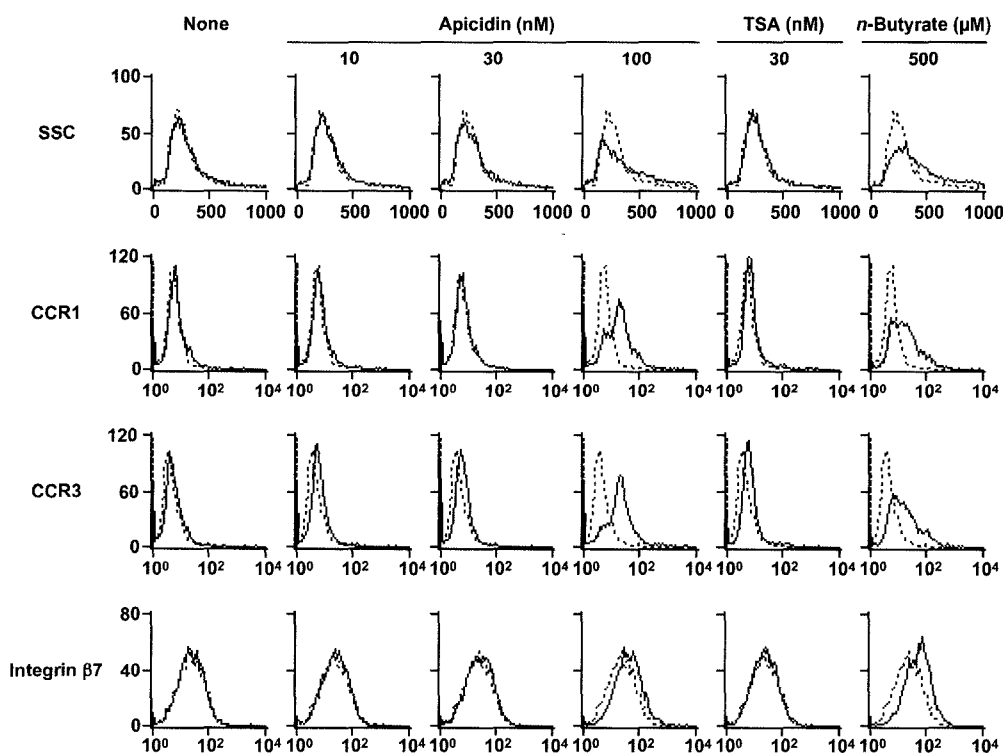 None Apicidin (nM) TSA (nM) n-Butyrate (µM)
10 30 100 30 500
SSC
100
50
0
0 500 1000 0 500 1000 0 500 1000 0 500 1000 0 500 1000 0 500 1000
CCR1
120
60
0
10⁰ 10² 10⁴ 10⁰ 10² 10⁴ 10⁰ 10² 10⁴ 10⁰ 10² 10⁴ 10⁰ 10² 10⁴ 10⁰ 10² 10⁴
CCR3
120
60
0
10⁰ 10² 10⁴ 10⁰ 10² 10⁴ 10⁰ 10² 10⁴ 10⁰ 10² 10⁴ 10⁰ 10² 10⁴ 10⁰ 10² 10⁴
Integrin β7
80
40
0
10⁰ 10² 10⁴ 10⁰ 10² 10⁴ 10⁰ 10² 10⁴ 10⁰ 10² 10⁴ 10⁰ 10² 10⁴ 10⁰ 10² 10⁴